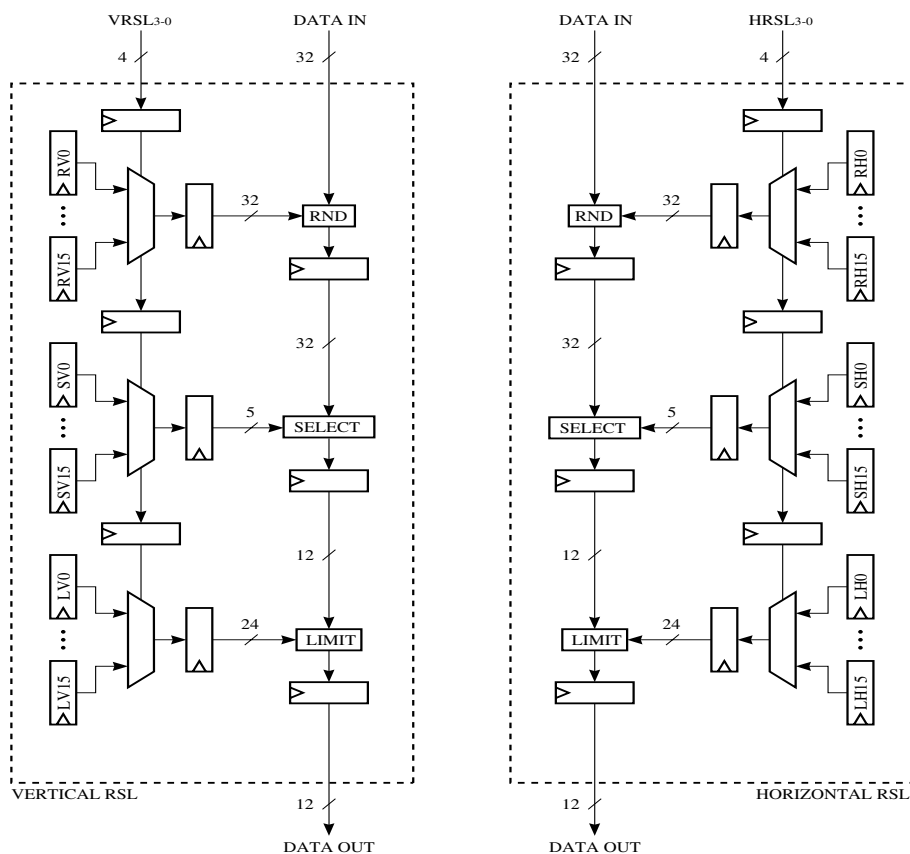 VRSL3-0 DATA IN DATA IN HRSL3-0
4 32 32 4
RV0 RH0
32 32
RND RND
RV15 RH15
32 32
SV0 SH0
5 5
SELECT SELECT
SV15 SH15
12 12
LV0 LH0
24 24
LIMIT LIMIT
LV15 LH15
VERTICAL RSL HORIZONTAL RSL
12 12
DATA OUT DATA OUT